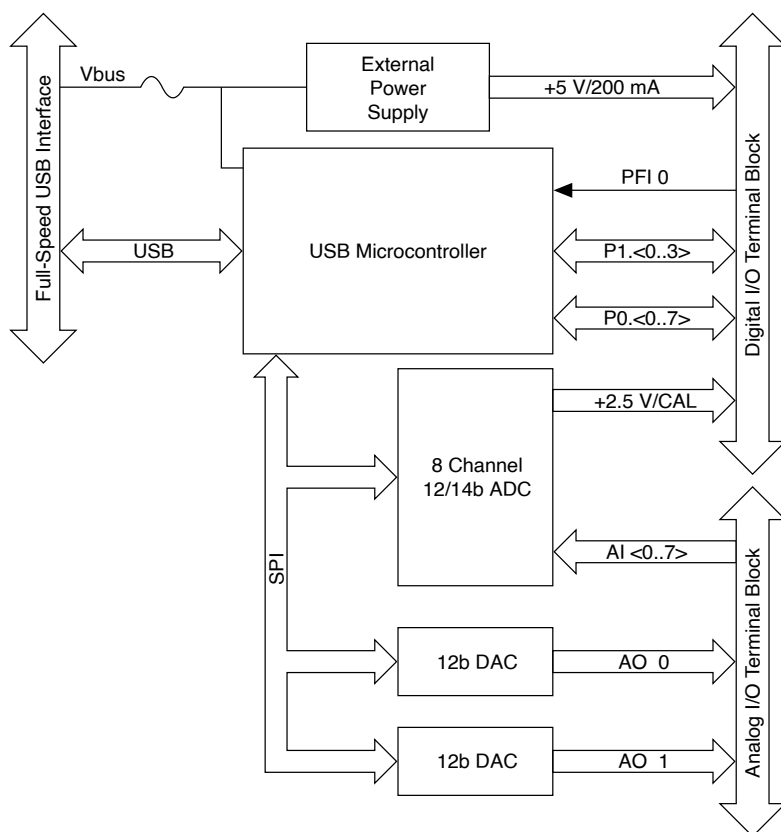 Full-Speed USB Interface
Vbus
External
Power
Supply
+5 V/200 mA
Digital I/O Terminal Block
PFI 0
USB
USB Microcontroller
P1.<0..3>
P0.<0..7>
+2.5 V/CAL
8 Channel
12/14b ADC
SPI
AI <0..7>
Analog I/O Terminal Block
12b DAC
AO 0
12b DAC
AO 1